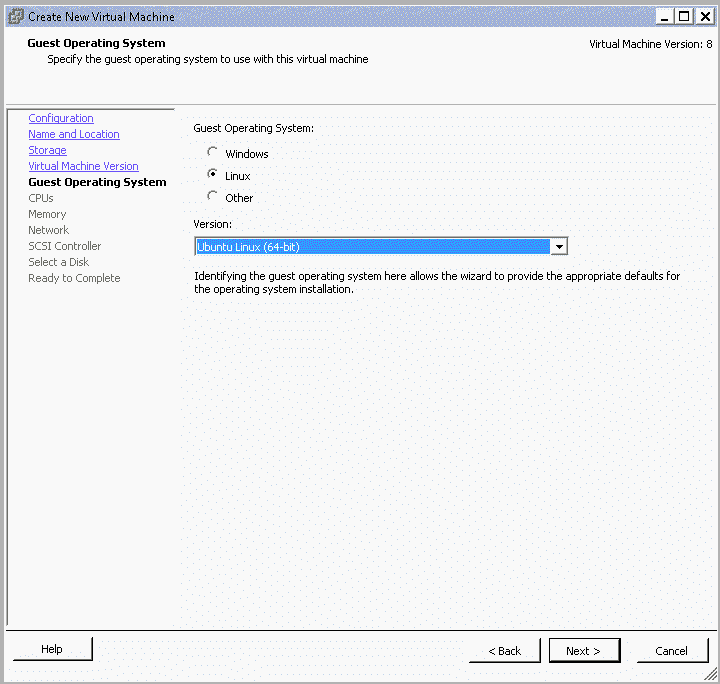 Create New Virtual Machine
Guest Operating System
Specify the guest operating system to use with this virtual machine
Virtual Machine Version: 8
Configuration
Name and Location
Storage
Virtual Machine Version
Guest Operating System
CPUs
Memory
Network
SCSI Controller
Select a Disk
Ready to Complete
Guest Operating System:
Windows
Linux
Other
Version:
Ubuntu Linux (64-bit)
Identifying the guest operating system here allows the wizard to provide the appropriate defaults for
the operating system installation.
Help
< Back
Next >
Cancel